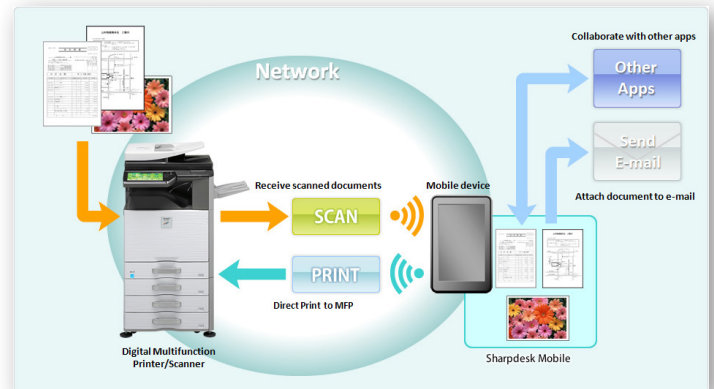 Collaborate with other apps
Network
Other
Apps
Send
E-mail
Receive scanned documents
Mobile device
SCAN
Attach document to e-mail
PRINT
Direct Print to MFP
Digital Multifunction
Printer/Scanner
Sharpdesk Mobile